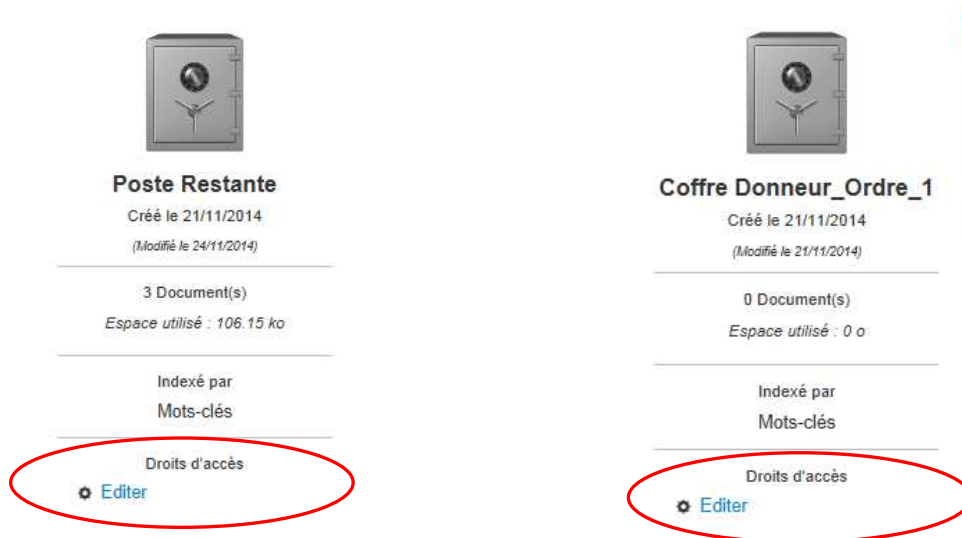 Poste Restante
Créé le 21/11/2014
(Modifié le 24/11/2014)
3 Document(s)
Espace utilisé : 106.15 ko
Indexé par
Mots-clés
Droits d'accès
Editer
Coffre Donneur_Ordre_1
Créé le 21/11/2014
(Modifié le 21/11/2014)
0 Document(s)
Espace utilisé : 0 o
Indexé par
Mots-clés
Droits d'accès
Editer